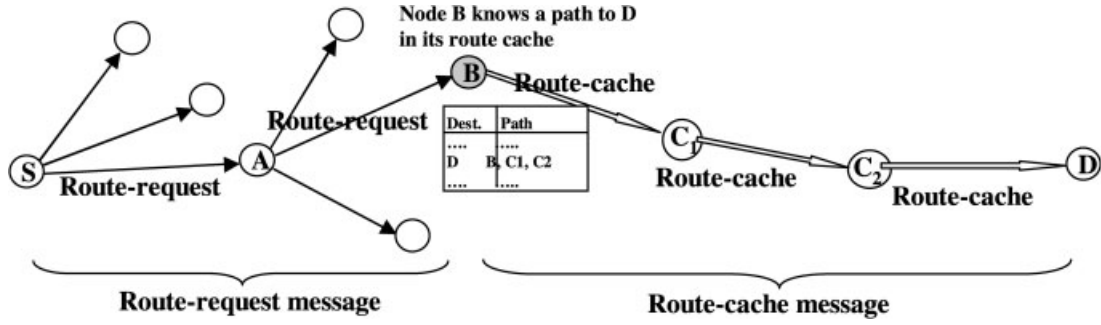 Node B knows a path to D
in its route cache
B
Route-cache
Route-request
Dest. Path
.... .....
D B, C1, C2
.... .....
C1
S
A
C2
D
Route-request
Route-cache
Route-cache
Route-request message
Route-cache message